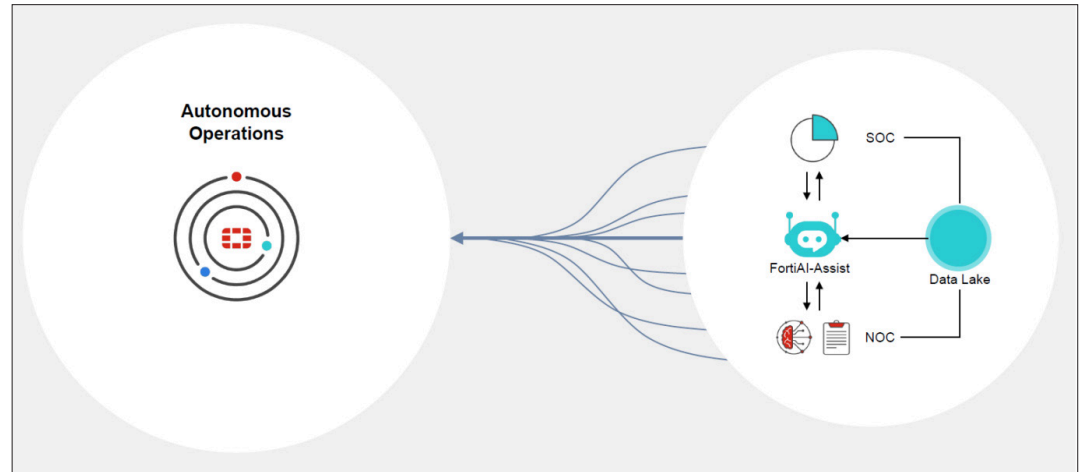 Autonomous
Operations
SOC
FortiAI-Assist
Data Lake
NOC